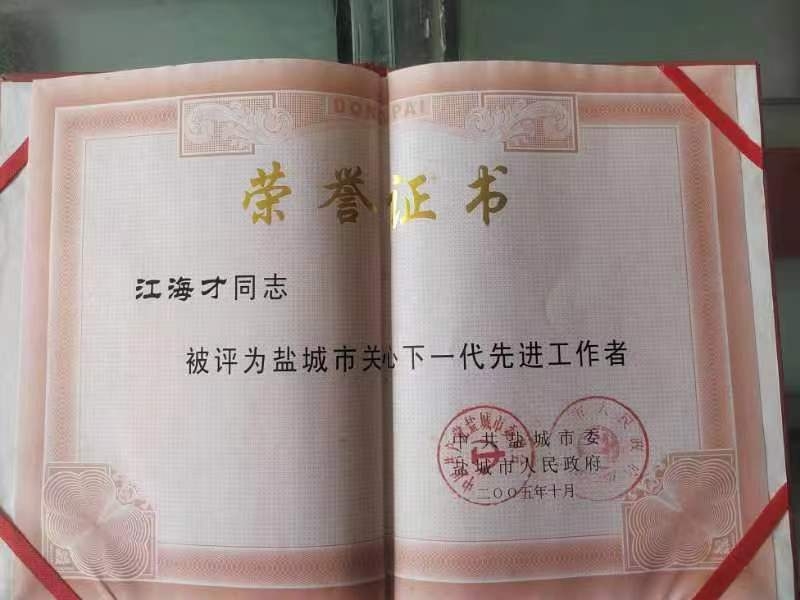 DONGPAI
荣誉证书
江海才同志
被评为盐城市关心下一代先进工作者
中共盐城市委
盐城市人民政府
二〇〇五年十月